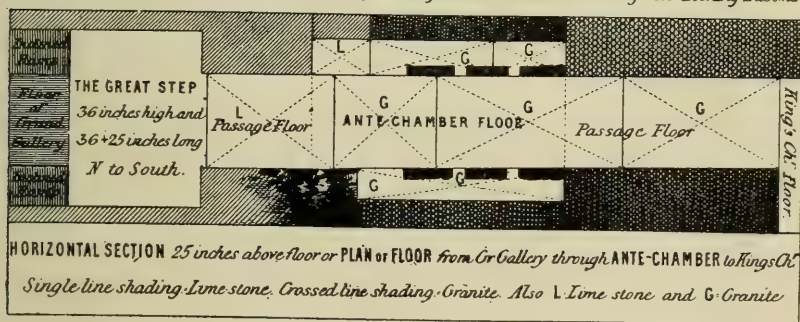 Inclined Ramp
Floor of Grand Gallery
Inclined Ramp
THE GREAT STEP
36 inches high and
36+25 inches long
N to South.
L
Passage Floor
L
G
G
G
ANTE-CHAMBER FLOOR
G
G
Passage Floor
G
G
G
King's Ch. Floor.
HORIZONTAL SECTION 25 inches above floor or PLAN OF FLOOR from Gr Gallery through ANTE-CHAMBER to Kings Ch.
Single line shading=Lime stone. Crossed line shading=Granite. Also L=Lime stone and G=Granite